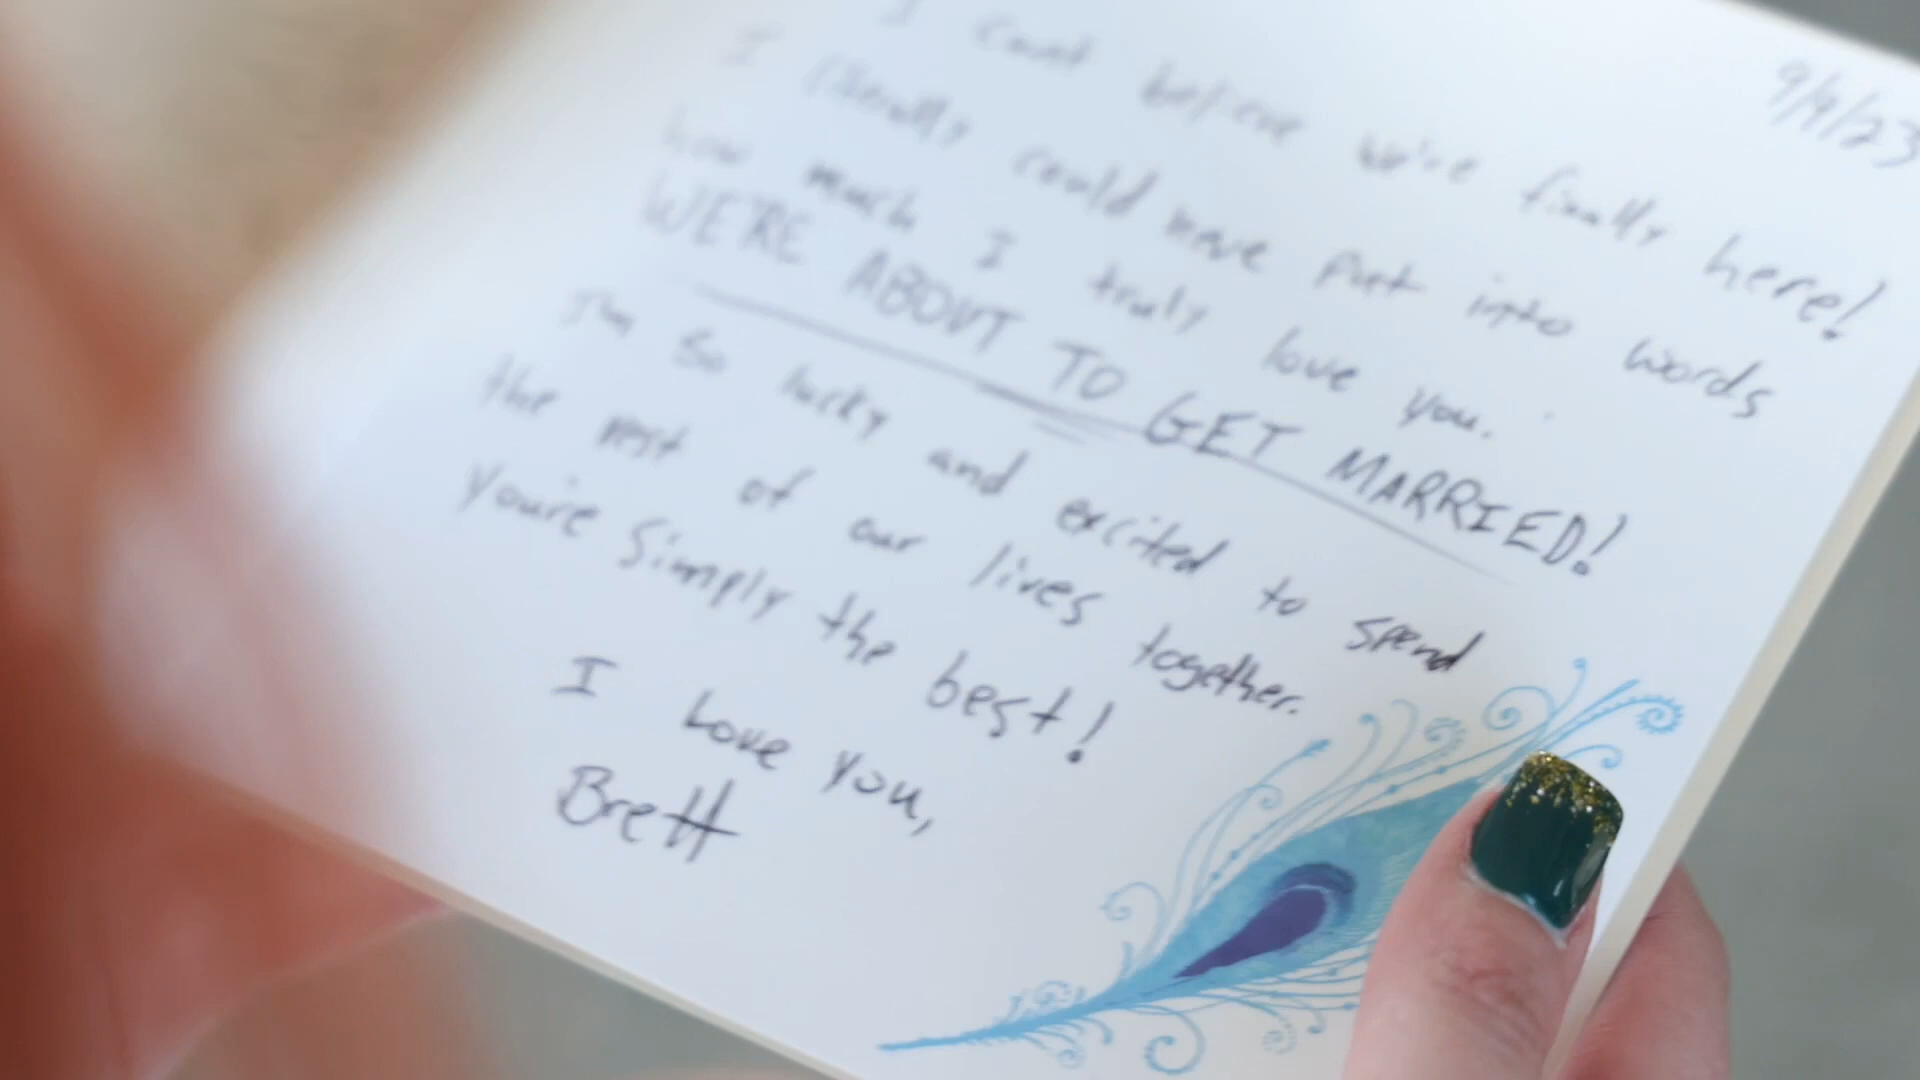 9/9/23
I cant believe we're finally here!
I literally could never put into words
how much I truly love you.
WE'RE ABOUT TO GET MARRIED!
I'm so lucky and excited to spend
the rest of our lives together.
You're simply the best!
I Love you,
Brett